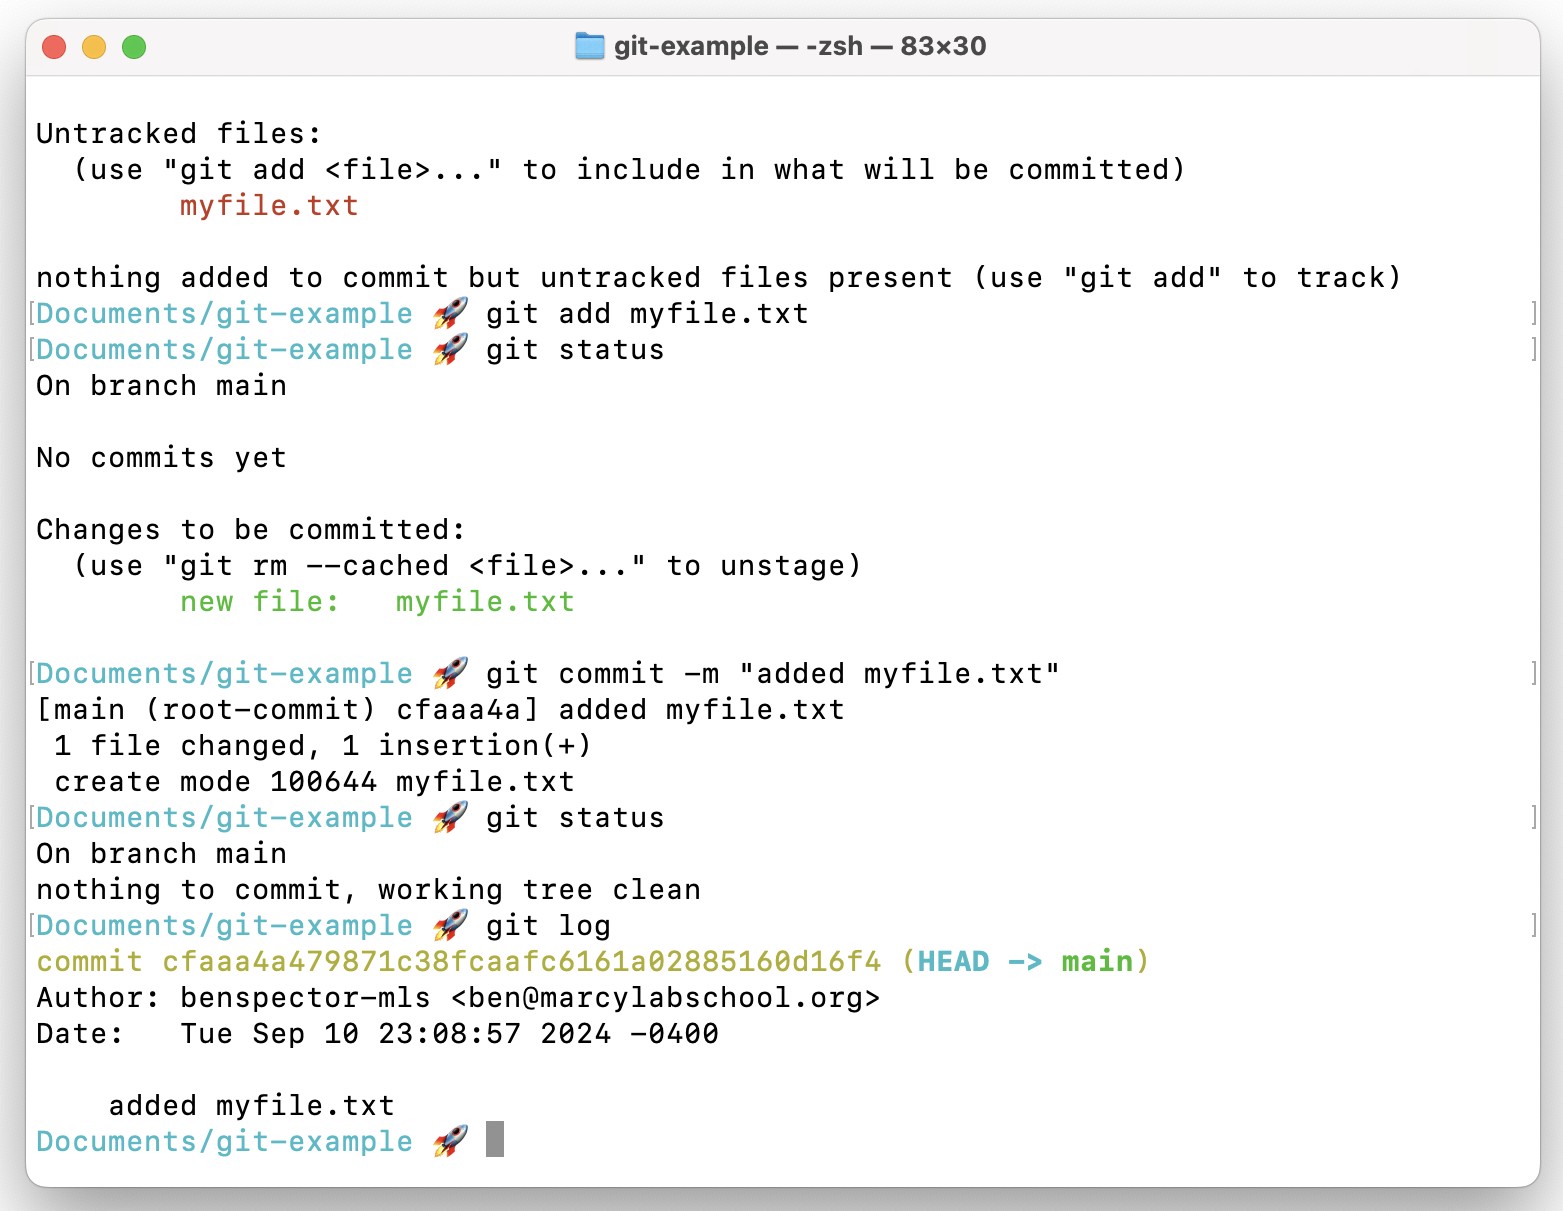 git-example — -zsh — 83×30
Untracked files:
  (use "git add <file>..." to include in what will be committed)
        myfile.txt
nothing added to commit but untracked files present (use "git add" to track)
[Documents/git-example 🚀 git add myfile.txt ]
[Documents/git-example 🚀 git status ]
On branch main
No commits yet
Changes to be committed:
  (use "git rm --cached <file>..." to unstage)
        new file:   myfile.txt
[Documents/git-example 🚀 git commit -m "added myfile.txt" ]
[main (root-commit) cfaaa4a] added myfile.txt
 1 file changed, 1 insertion(+)
 create mode 100644 myfile.txt
[Documents/git-example 🚀 git status ]
On branch main
nothing to commit, working tree clean
[Documents/git-example 🚀 git log ]
commit cfaaa4a479871c38fcaafc6161a02885160d16f4 (HEAD -> main)
Author: benspector-mls <ben@marcylabschool.org>
Date:   Tue Sep 10 23:08:57 2024 -0400
    added myfile.txt
Documents/git-example 🚀